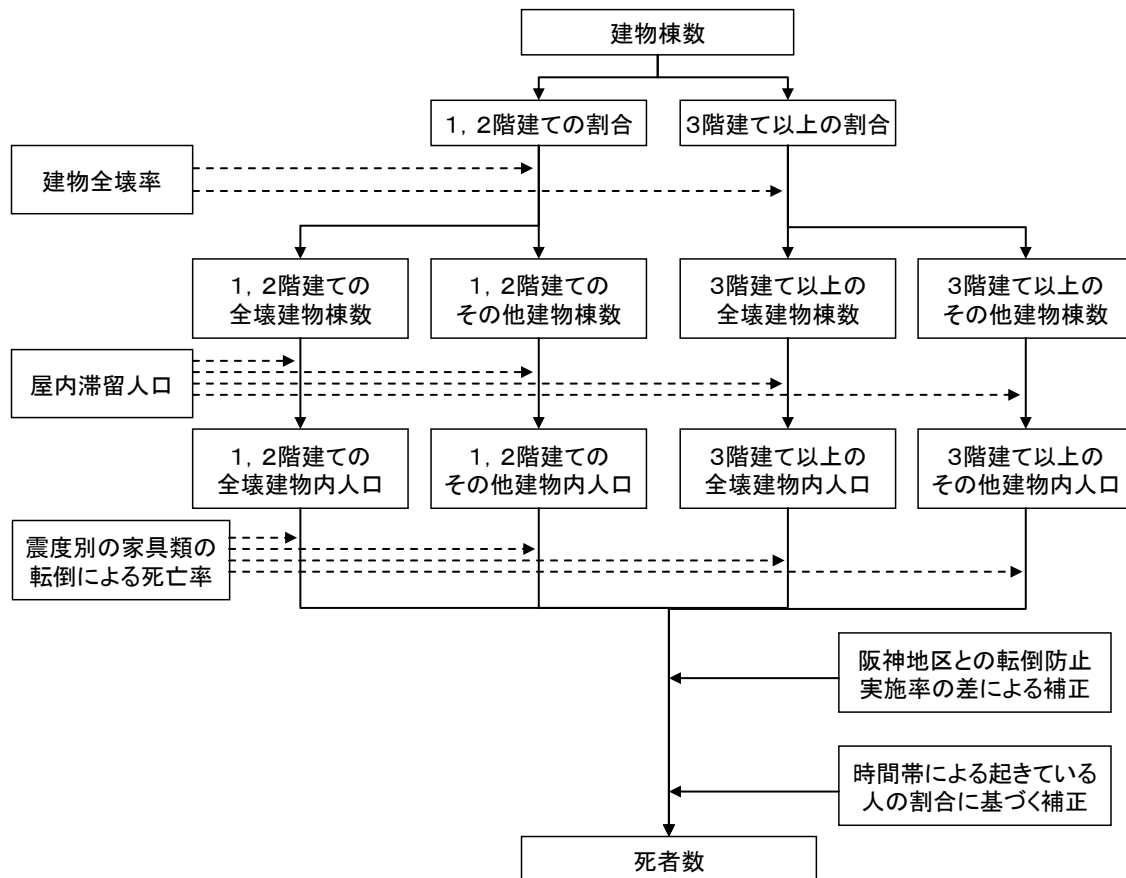 建物棟数
1，2階建ての割合
3階建て以上の割合
建物全壊率
1，2階建ての
全壊建物棟数
1，2階建ての
その他建物棟数
3階建て以上の
全壊建物棟数
3階建て以上の
その他建物棟数
屋内滞留人口
1，2階建ての
全壊建物内人口
1，2階建ての
その他建物内人口
3階建て以上の
全壊建物内人口
3階建て以上の
その他建物内人口
震度別の家具類の
転倒による死亡率
阪神地区との転倒防止
実施率の差による補正
時間帯による起きている
人の割合に基づく補正
死者数